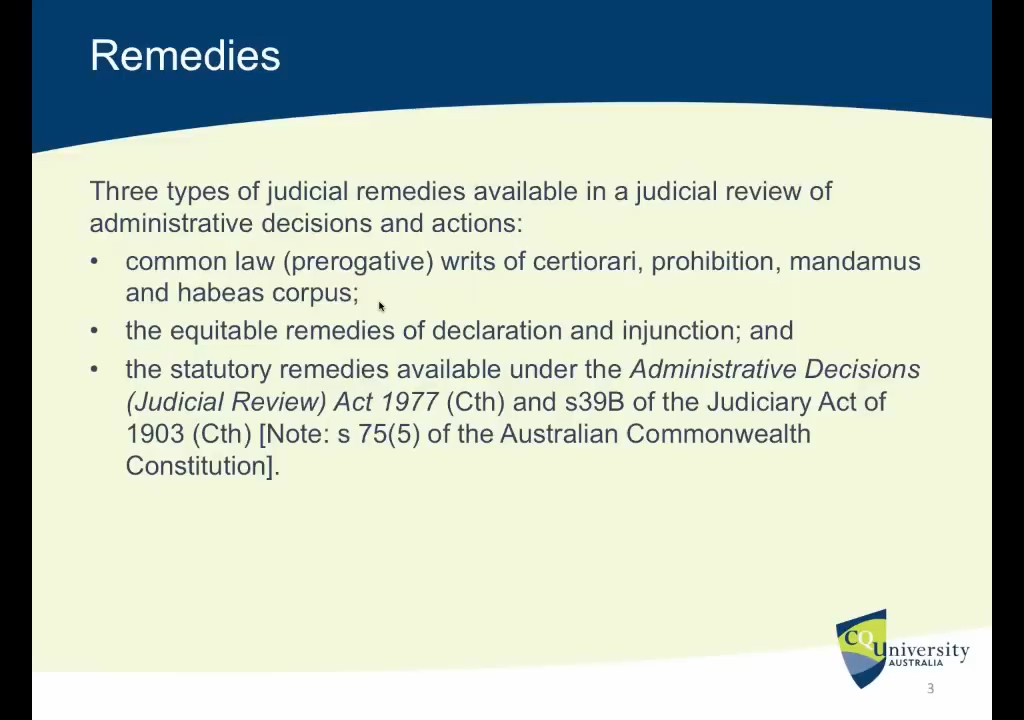 Remedies
Three types of judicial remedies available in a judicial review of
administrative decisions and actions:
• common law (prerogative) writs of certiorari, prohibition, mandamus
and habeas corpus;
• the equitable remedies of declaration and injunction; and
• the statutory remedies available under the Administrative Decisions
(Judicial Review) Act 1977 (Cth) and s39B of the Judiciary Act of
1903 (Cth) [Note: s 75(5) of the Australian Commonwealth
Constitution].
CQUniversity
AUSTRALIA
3